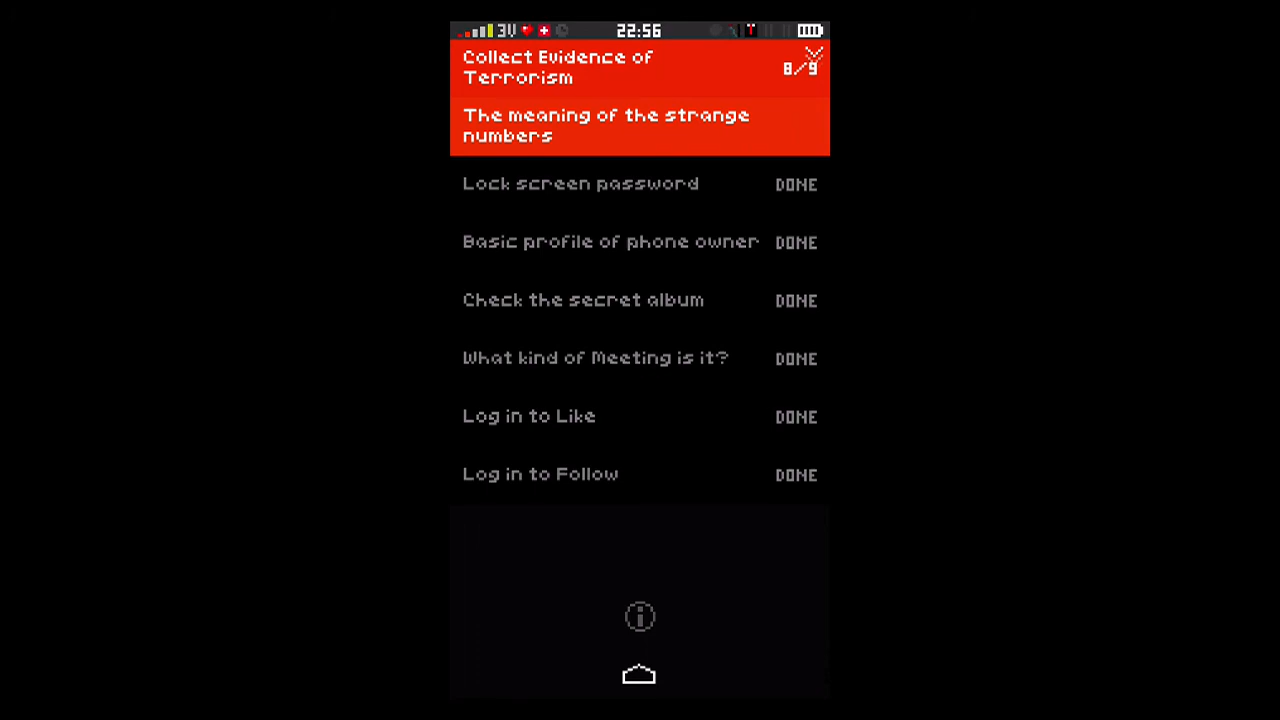 3V 22:56
Collect Evidence of
Terrorism
8/9
The meaning of the strange
numbers
Lock screen password DONE
Basic profile of phone owner DONE
Check the secret album DONE
What kind of Meeting is it? DONE
Log in to Like DONE
Log in to Follow DONE